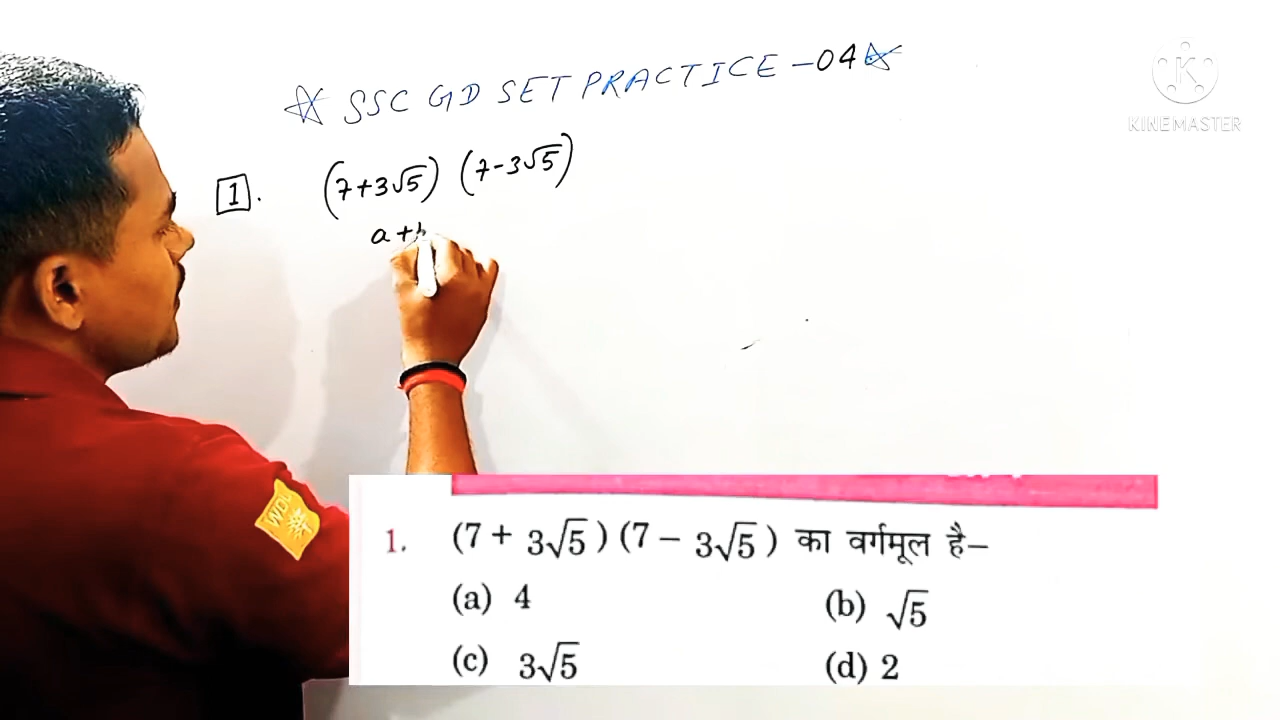 ☆ SSC GD SET PRACTICE - 04 ☆
KINEMASTER
1. (7+3√5) (7-3√5)
a+b
WDL
1. (7 + 3√5) (7 − 3√5) का वर्गमूल है–
(a) 4 (b) √5
(c) 3√5 (d) 2